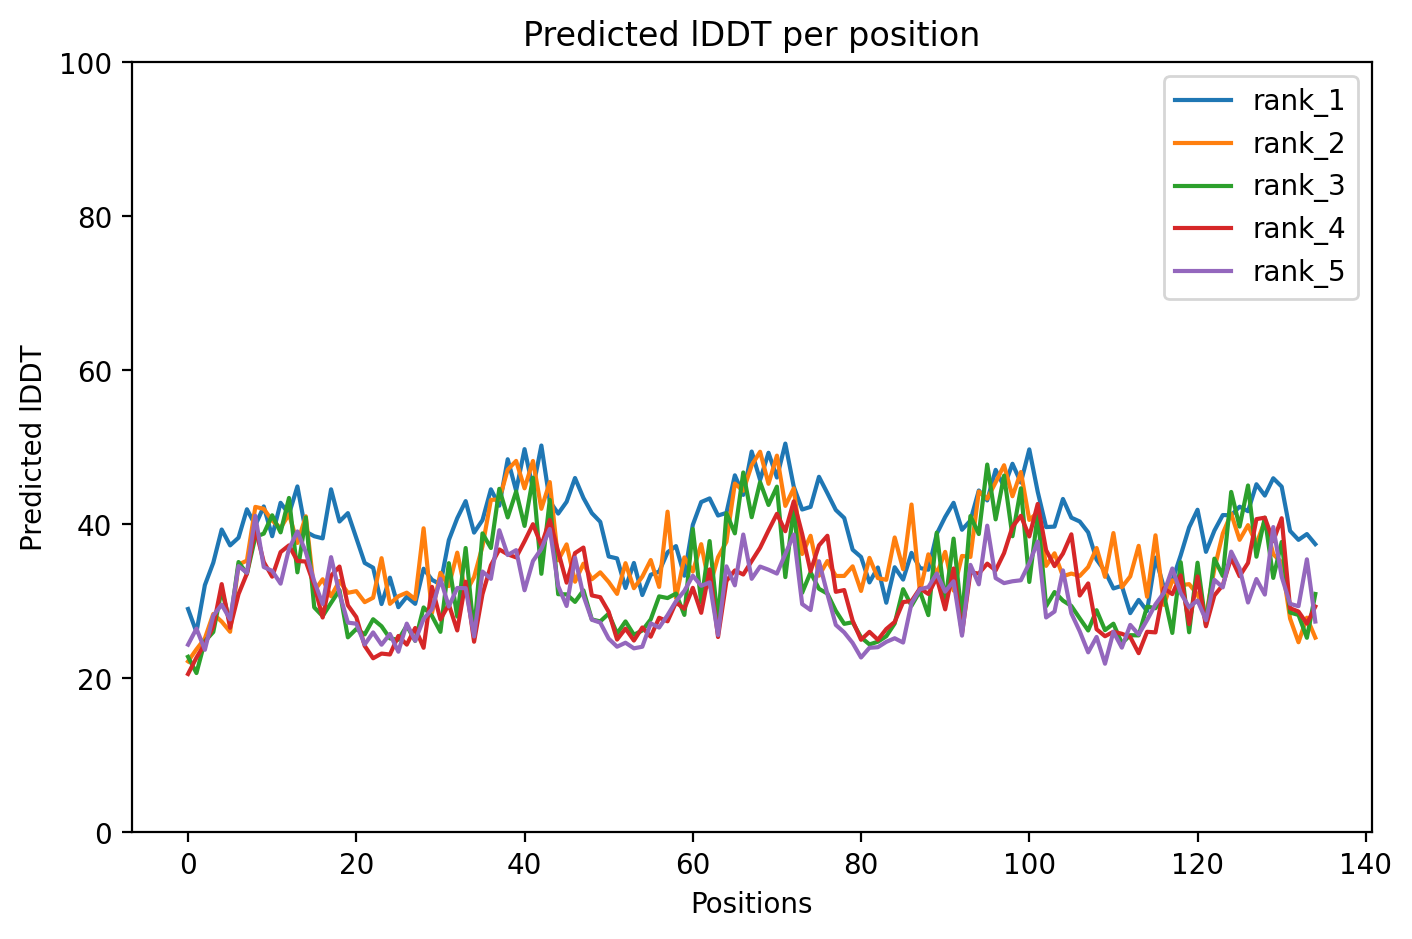 Predicted lDDT per position
100
80
60
40
20
0
Predicted lDDT
0 20 40 60 80 100 120 140
Positions
rank_1
rank_2
rank_3
rank_4
rank_5